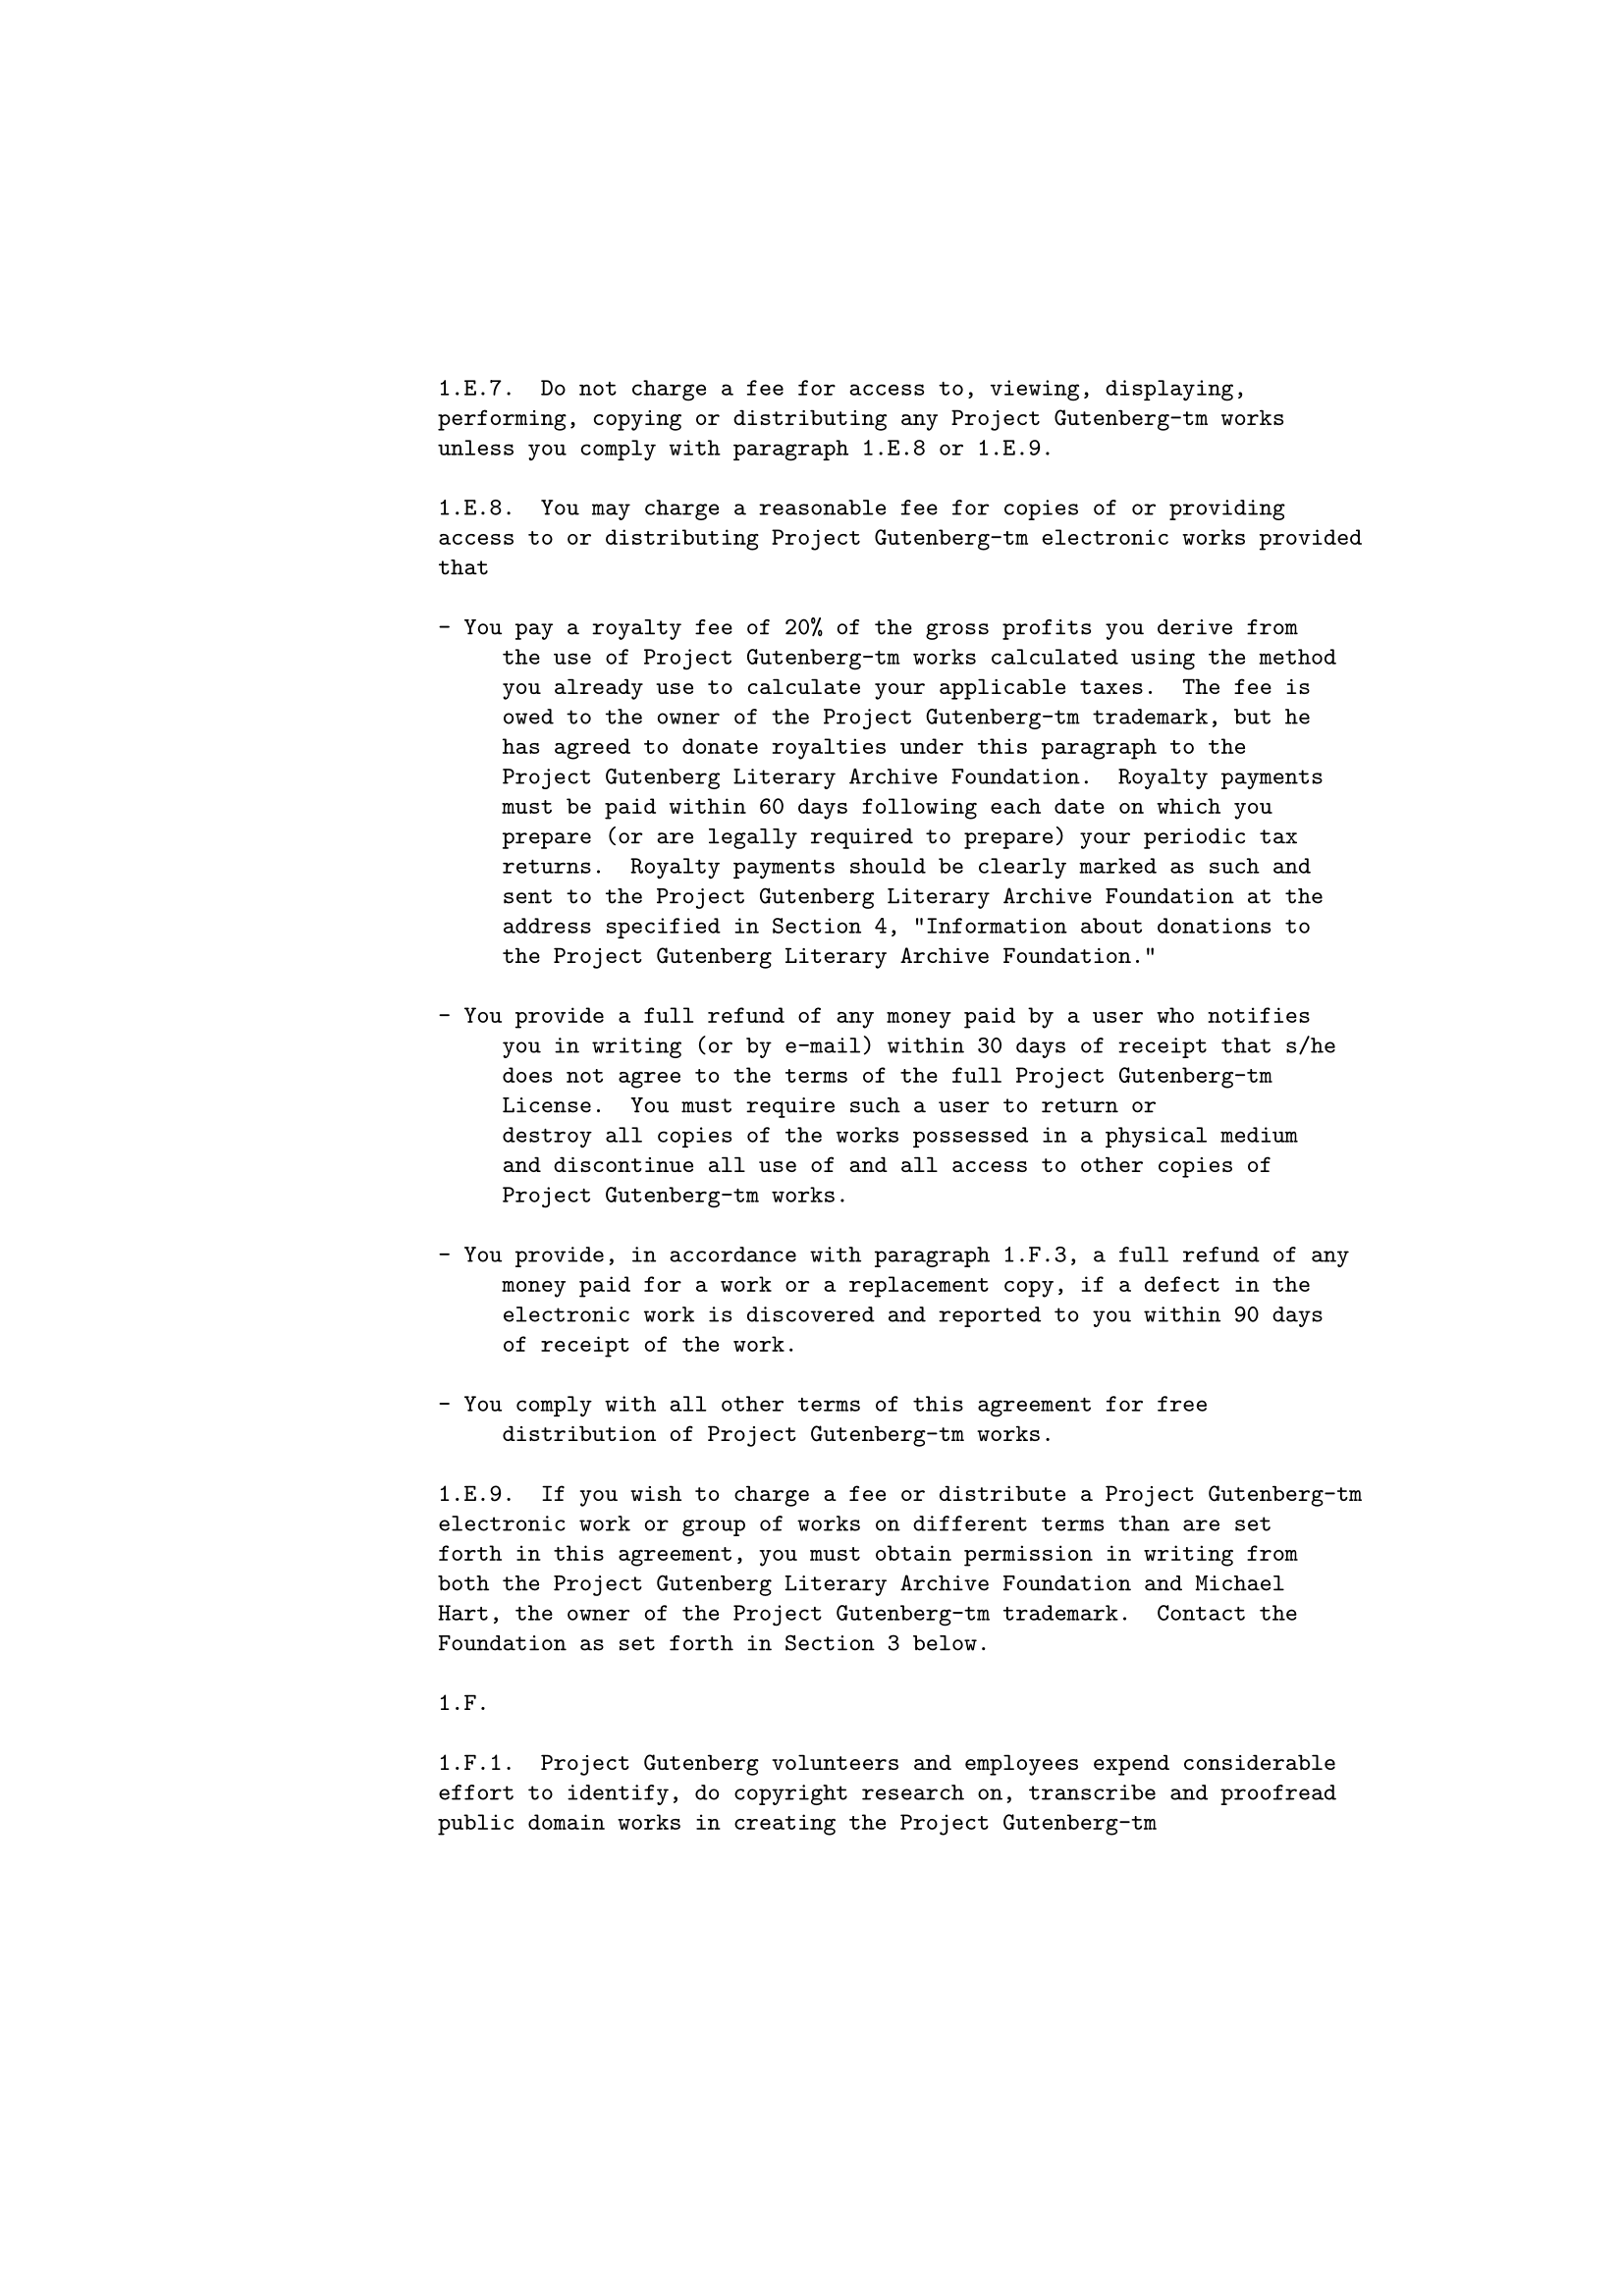 1.E.7.  Do not charge a fee for access to, viewing, displaying,
performing, copying or distributing any Project Gutenberg-tm works
unless you comply with paragraph 1.E.8 or 1.E.9.

1.E.8.  You may charge a reasonable fee for copies of or providing
access to or distributing Project Gutenberg-tm electronic works provided
that

- You pay a royalty fee of 20% of the gross profits you derive from
     the use of Project Gutenberg-tm works calculated using the method
     you already use to calculate your applicable taxes.  The fee is
     owed to the owner of the Project Gutenberg-tm trademark, but he
     has agreed to donate royalties under this paragraph to the
     Project Gutenberg Literary Archive Foundation.  Royalty payments
     must be paid within 60 days following each date on which you
     prepare (or are legally required to prepare) your periodic tax
     returns.  Royalty payments should be clearly marked as such and
     sent to the Project Gutenberg Literary Archive Foundation at the
     address specified in Section 4, "Information about donations to
     the Project Gutenberg Literary Archive Foundation."

- You provide a full refund of any money paid by a user who notifies
     you in writing (or by e-mail) within 30 days of receipt that s/he
     does not agree to the terms of the full Project Gutenberg-tm
     License.  You must require such a user to return or
     destroy all copies of the works possessed in a physical medium
     and discontinue all use of and all access to other copies of
     Project Gutenberg-tm works.

- You provide, in accordance with paragraph 1.F.3, a full refund of any
     money paid for a work or a replacement copy, if a defect in the
     electronic work is discovered and reported to you within 90 days
     of receipt of the work.

- You comply with all other terms of this agreement for free
     distribution of Project Gutenberg-tm works.

1.E.9.  If you wish to charge a fee or distribute a Project Gutenberg-tm
electronic work or group of works on different terms than are set
forth in this agreement, you must obtain permission in writing from
both the Project Gutenberg Literary Archive Foundation and Michael
Hart, the owner of the Project Gutenberg-tm trademark.  Contact the
Foundation as set forth in Section 3 below.

1.F.

1.F.1.  Project Gutenberg volunteers and employees expend considerable
effort to identify, do copyright research on, transcribe and proofread
public domain works in creating the Project Gutenberg-tm